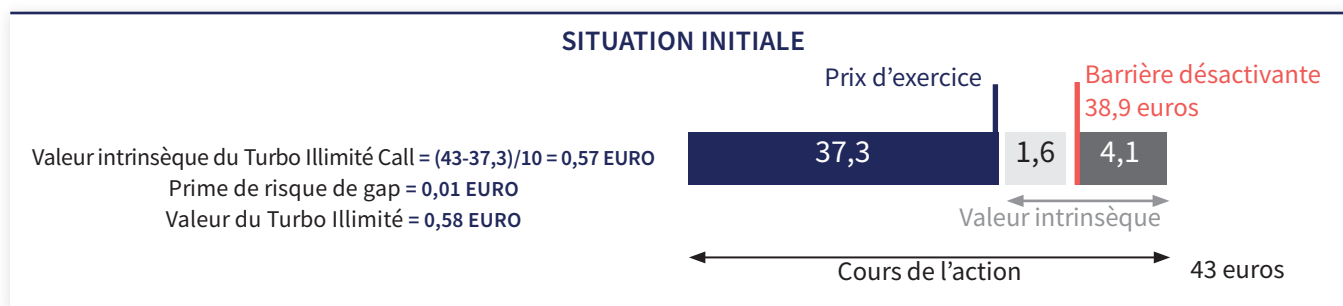 SITUATION INITIALE
Prix d’exercice
Barrière désactivante
38,9 euros
Valeur intrinsèque du Turbo Illimité Call = (43-37,3)/10 = 0,57 EURO
Prime de risque de gap = 0,01 EURO
Valeur du Turbo Illimité = 0,58 EURO
37,3
1,6
4,1
Valeur intrinsèque
Cours de l’action
43 euros